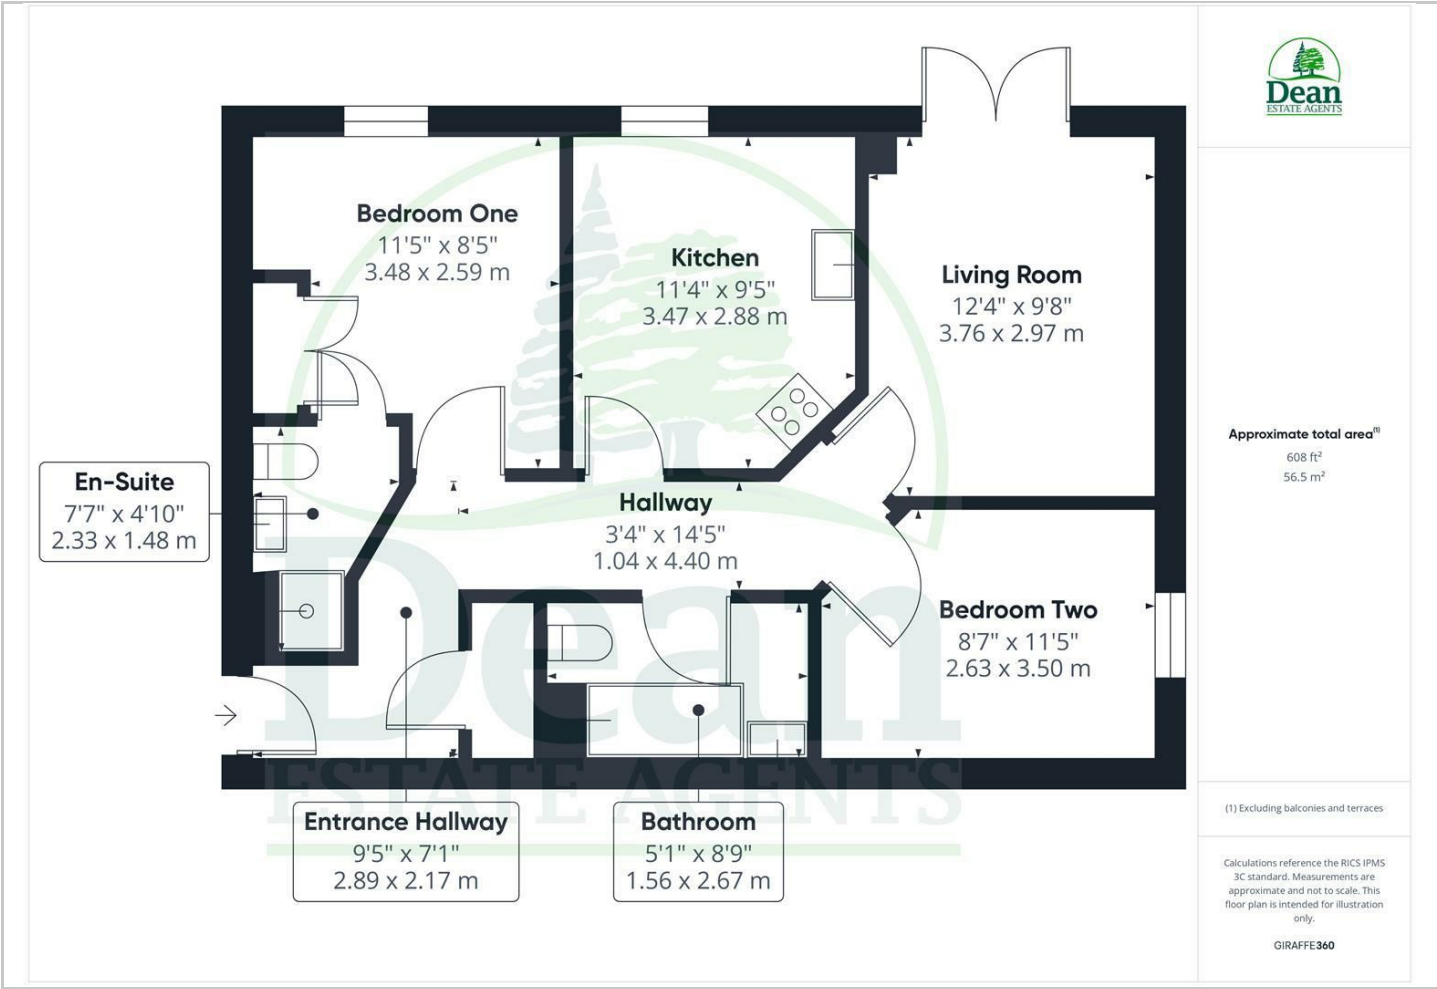 Dean
ESTATE AGENTS
Bedroom One
11'5" x 8'5"
3.48 x 2.59 m
Kitchen
11'4" x 9'5"
3.47 x 2.88 m
Living Room
12'4" x 9'8"
3.76 x 2.97 m
En-Suite
7'7" x 4'10"
2.33 x 1.48 m
Hallway
3'4" x 14'5"
1.04 x 4.40 m
Bedroom Two
8'7" x 11'5"
2.63 x 3.50 m
Entrance Hallway
9'5" x 7'1"
2.89 x 2.17 m
Bathroom
5'1" x 8'9"
1.56 x 2.67 m
Dean
ESTATE AGENTS
Approximate total area(1)
608 ft²
56.5 m²
(1) Excluding balconies and terraces
Calculations reference the RICS IPMS
3C standard. Measurements are
approximate and not to scale. This
floor plan is intended for illustration
only.
GIRAFFE360